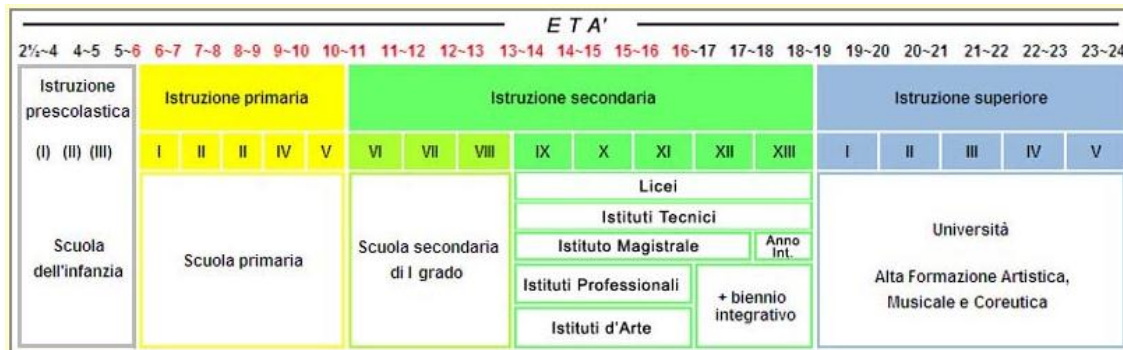 E T A'
2½~4 4~5 5~6 6~7 7~8 8~9 9~10 10~11 11~12 12~13 13~14 14~15 15~16 16~17 17~18 18~19 19~20 20~21 21~22 22~23 23~24
Istruzione
prescolastica
Istruzione primaria
Istruzione secondaria
Istruzione superiore
(I) (II) (III) I II II IV V VI VII VIII IX X XI XII XIII I II III IV V
Scuola
dell'infanzia
Scuola primaria
Scuola secondaria
di I grado
Licei
Istituti Tecnici
Istituto Magistrale
Anno
Int.
Istituti Professionali
Istituti d'Arte
+ biennio
integrativo
Università
Alta Formazione Artistica,
Musicale e Coreutica